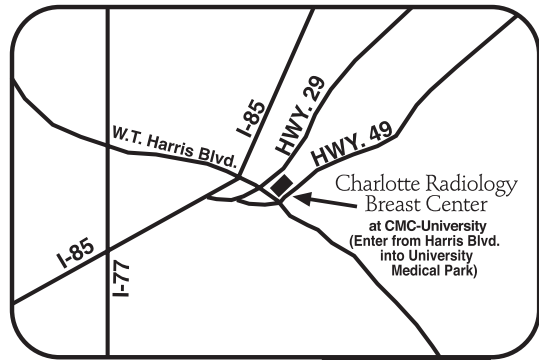 I-85
HWY. 29
W.T. Harris Blvd.
HWY. 49
Charlotte Radiology
Breast Center
at CMC-University
(Enter from Harris Blvd.
into University
Medical Park)
I-85
I-77